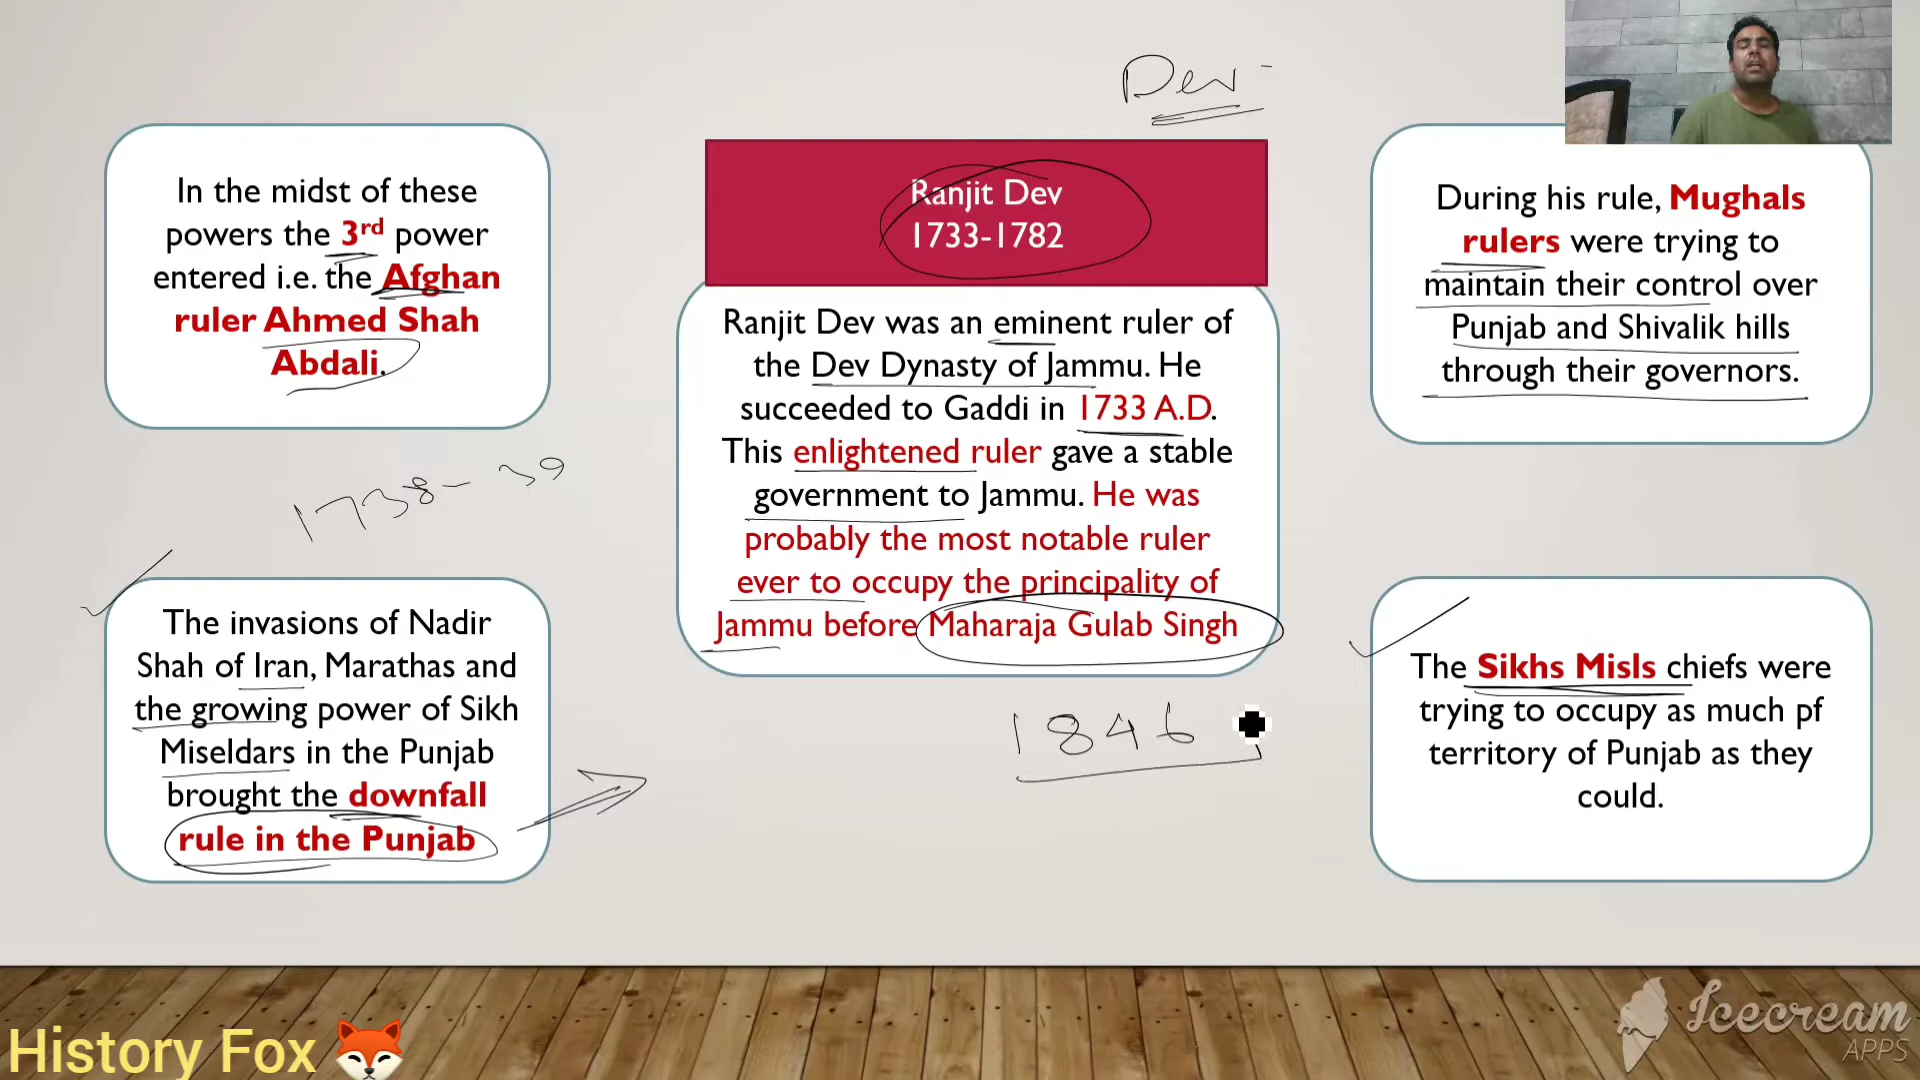 Dev
Ranjit Dev
1733-1782
In the midst of these
powers the 3rd power
entered i.e. the Afghan
ruler Ahmed Shah
Abdali.
1738-39
The invasions of Nadir
Shah of Iran, Marathas and
the growing power of Sikh
Miseldars in the Punjab
brought the downfall
rule in the Punjab
Ranjit Dev was an eminent ruler of
the Dev Dynasty of Jammu. He
succeeded to Gaddi in 1733 A.D.
This enlightened ruler gave a stable
government to Jammu. He was
probably the most notable ruler
ever to occupy the principality of
Jammu before Maharaja Gulab Singh
1846
During his rule, Mughals
rulers were trying to
maintain their control over
Punjab and Shivalik hills
through their governors.
The Sikhs Misls chiefs were
trying to occupy as much pf
territory of Punjab as they
could.
History Fox
Icecream
APPS